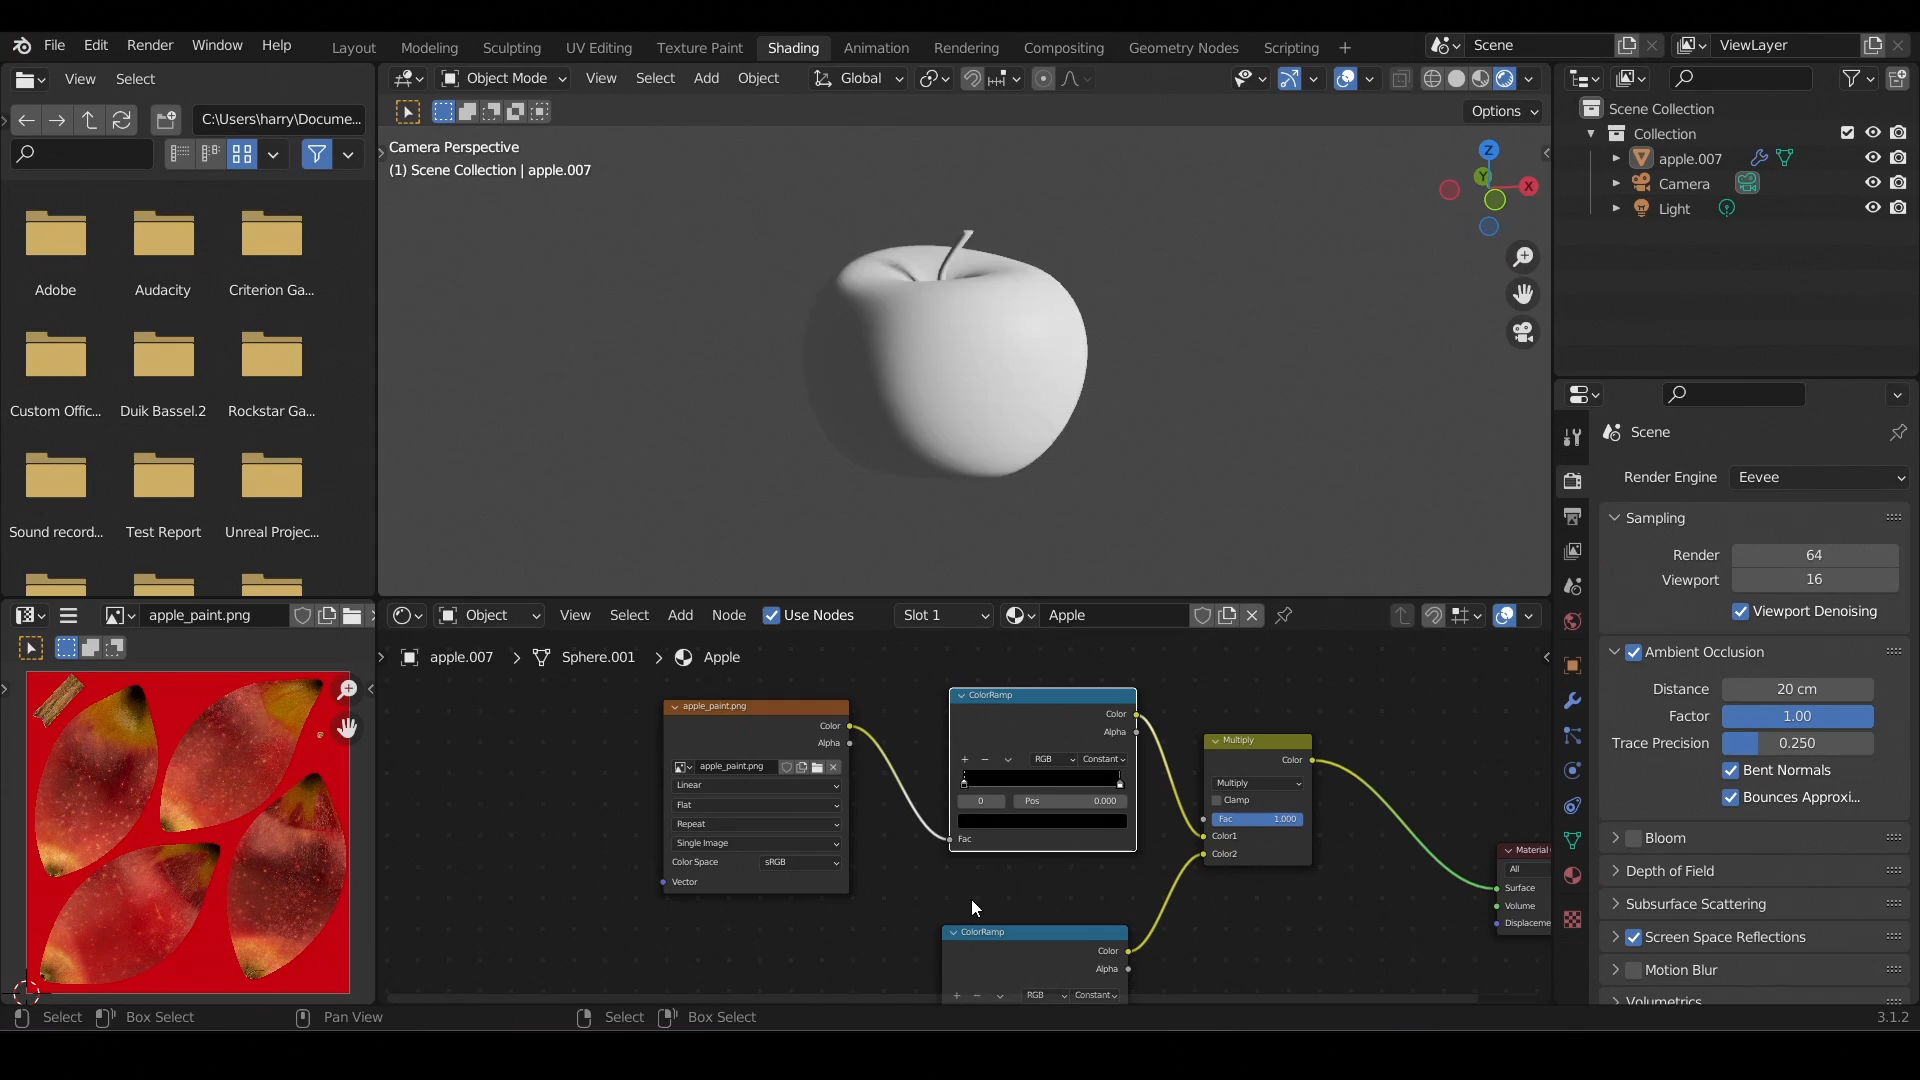 File Edit Render Window Help Layout Modeling Sculpting UV Editing Texture Paint Shading Animation Rendering Compositing Geometry Nodes Scripting + Scene ViewLayer
View Select
Object Mode View Select Add Object Global
C:\Users\harry\Docume...
Options
Camera Perspective
(1) Scene Collection | apple.007
Z
Y
X
Adobe Audacity Criterion Ga...
Custom Offic... Duik Bassel.2 Rockstar Ga...
Sound record... Test Report Unreal Projec...
Scene Collection
Collection
apple.007
Camera
Light
Scene
Render Engine Eevee
Sampling
Render 64
Viewport 16
Viewport Denoising
Ambient Occlusion
Distance 20 cm
Factor 1.00
Trace Precision 0.250
Bent Normals
Bounces Approxi...
Bloom
Depth of Field
Subsurface Scattering
Screen Space Reflections
Motion Blur
Volumetrics
apple_paint.png
Object View Select Add Node Use Nodes Slot 1 Apple
apple.007 > Sphere.001 > Apple
apple_paint.png
Color
Alpha
apple_paint.png
Linear
Flat
Repeat
Single Image
Color Space sRGB
Vector
ColorRamp
Color
Alpha
+ − RGB Constant
0 Pos 0.000
Fac
Multiply
Color
Multiply
Clamp
Fac 1.000
Color1
Color2
Material
All
Surface
Volume
Displaceme
ColorRamp
Color
Alpha
+ − RGB Constant
Select Box Select Pan View Select Box Select 3.1.2